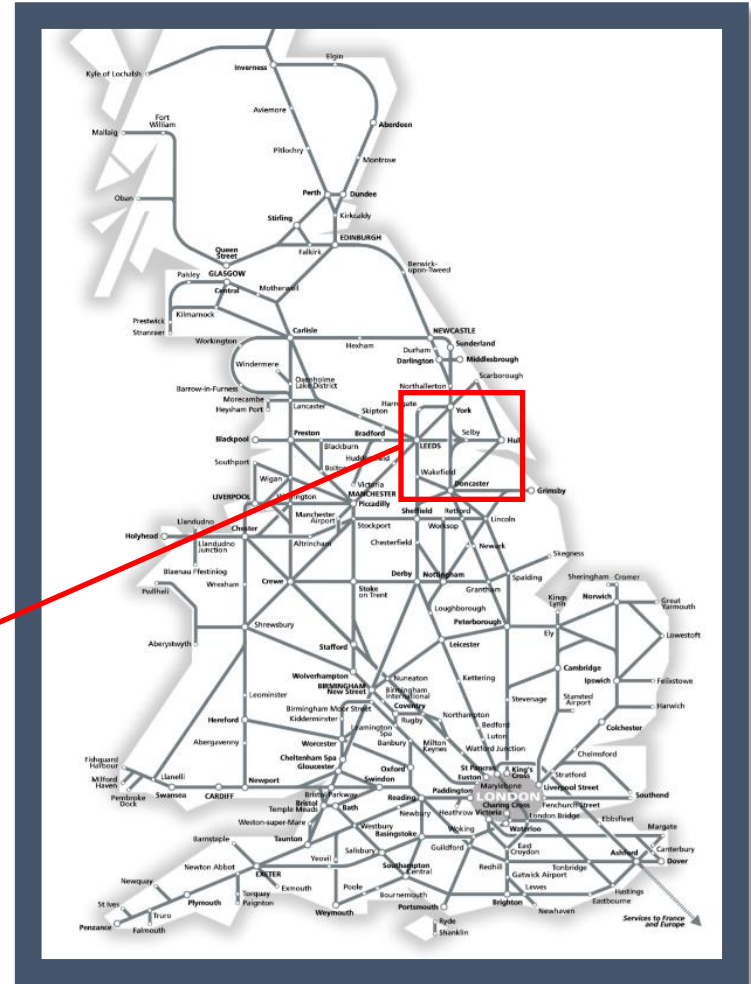 Elgin
Inverness
Kyle of Lochalsh
Aviemore
Fort
William
Mallaig
Aberdeen
Pitlochry
Montrose
Perth
Dundee
Oban
Stirling
Kirkcaldy
EDINBURGH
Queen
Street
Falkirk
Berwick-
upon-Tweed
Paisley
GLASGOW
Central
Motherwell
Prestwick
Kilmarnock
Stranraer
Carlisle
NEWCASTLE
Workington
Hexham
Sunderland
Durham
Darlington
Middlesbrough
Windermere
Scarborough
Oxenholme
Lake District
Barrow-in-Furness
Northallerton
Morecambe
Heysham Port
Lancaster
Harrogate
York
Skipton
Blackpool
Preston
Bradford
LEEDS
Selby
Hull
Blackburn
Southport
Bolton
Wakefield
Wigan
Victoria
Doncaster
Grimsby
LIVERPOOL
Warrington
MANCHESTER
Piccadilly
Sheffield
Retford
Llandudno
Manchester
Airport
Stockport
Worksop
Lincoln
Holyhead
Chester
Llandudno
Junction
Altrincham
Chesterfield
Newark
Skegness
Blaenau Ffestiniog
Pwllheli
Wrexham
Crewe
Stoke
on Trent
Derby
Nottingham
Grantham
Spalding
Sheringham
Cromer
Loughborough
Kings
Lynn
Norwich
Great
Yarmouth
Aberystwyth
Shrewsbury
Stafford
Leicester
Peterborough
Ely
Lowestoft
Wolverhampton
BIRMINGHAM
New Street
Nuneaton
Birmingham
International
Kettering
Cambridge
Ipswich
Felixstowe
Leominster
Birmingham Moor Street
Kidderminster
Coventry
Rugby
Northampton
Stevenage
Stansted
Airport
Harwich
Hereford
Leamington
Spa
Bedford
Colchester
Abergavenny
Worcester
Banbury
Milton
Keynes
Luton
Watford Junction
Chelmsford
Fishguard
Harbour
Cheltenham Spa
Gloucester
Oxford
St Pancras
Euston
King's
Cross
Stratford
Milford
Haven
Llanelli
Swindon
Marylebone
Liverpool Street
Pembroke
Dock
Swansea
CARDIFF
Newport
Bristol Parkway
Reading
Paddington
LONDON
Southend
Bristol
Temple Meads
Bath
Newbury
Heathrow
Victoria
Charing Cross
Fenchurch Street
London Bridge
Ebbsfleet
Weston-super-Mare
Westbury
Basingstoke
Woking
Waterloo
Margate
Barnstaple
Taunton
Salisbury
Guildford
East
Croydon
Canterbury
Newton Abbot
Yeovil
Southampton
Central
Redhill
Gatwick Airport
Tonbridge
Ashford
Dover
Newquay
EXETER
Exmouth
Poole
Bournemouth
Lewes
Hastings
Eastbourne
St Ives
Truro
Plymouth
Torquay
Paignton
Weymouth
Portsmouth
Brighton
Newhaven
Penzance
Falmouth
Ryde
Shanklin
Services to France
and Europe